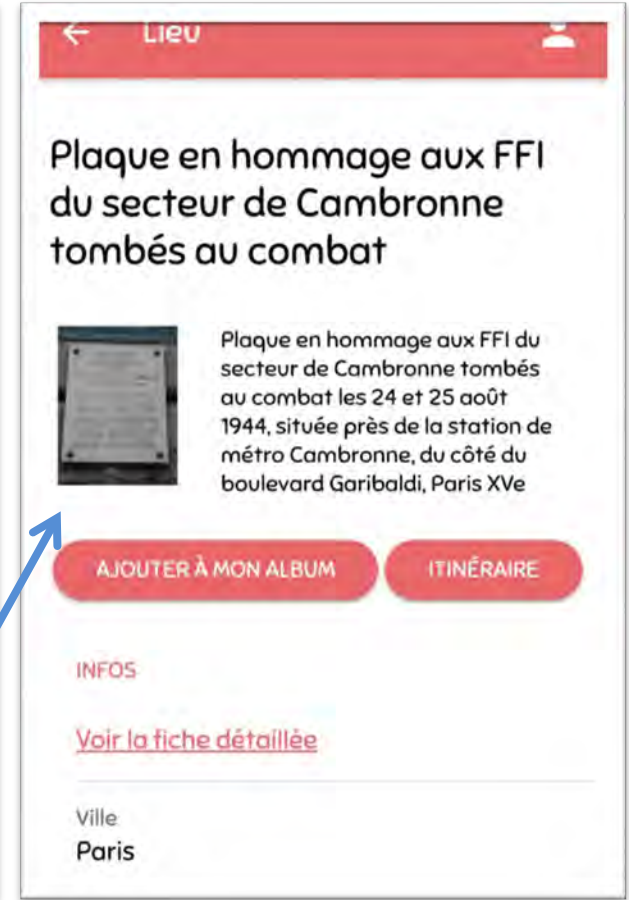 Lieu
Plaque en hommage aux FFI
du secteur de Cambronne
tombés au combat
Plaque en hommage aux FFI du
secteur de Cambronne tombés
au combat les 24 et 25 août
1944, située près de la station de
métro Cambronne, du côté du
boulevard Garibaldi, Paris XVe
AJOUTER À MON ALBUM ITINÉRAIRE
INFOS
Voir la fiche détaillée
Ville
Paris